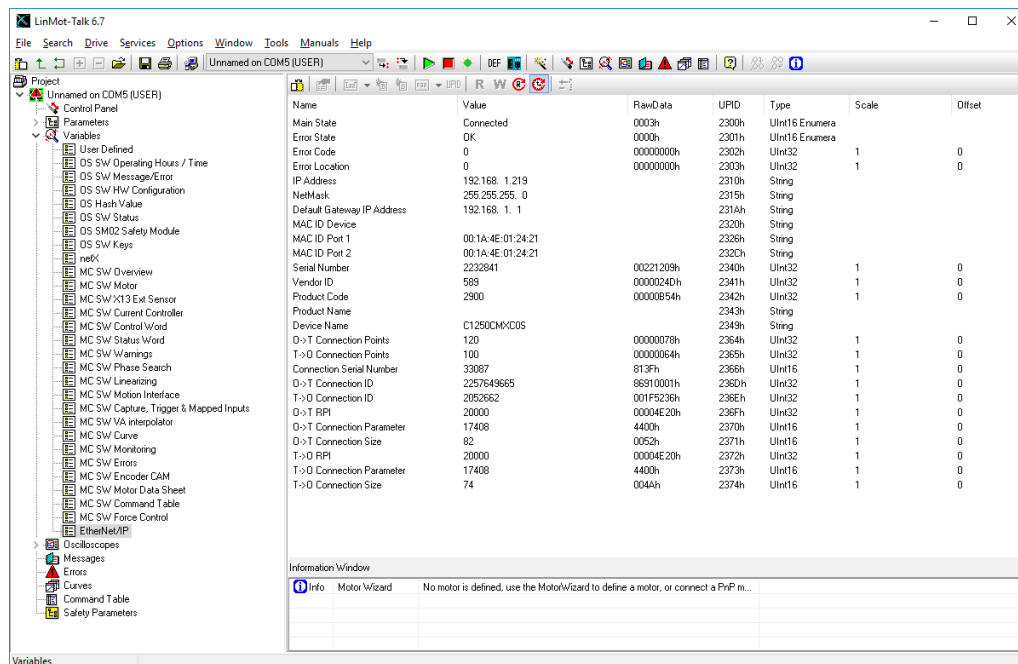 LinMot-Talk 6.7
File Search Drive Services Options Window Tools Manuals Help
Unnamed on COM5 (USER) DEF
Project
Unnamed on COM5 (USER)
Control Panel
Parameters
Variables
User Defined
OS SW Operating Hours / Time
OS SW Message/Error
OS SW HW Configuration
OS Hash Value
OS SW Status
OS SM02 Safety Module
OS SW Keys
netX
MC SW Overview
MC SW Motor
MC SW X13 Ext Sensor
MC SW Current Controller
MC SW Control Word
MC SW Status Word
MC SW Warnings
MC SW Phase Search
MC SW Linearizing
MC SW Motion Interface
MC SW Capture, Trigger & Mapped Inputs
MC SW VA interpolator
MC SW Curve
MC SW Monitoring
MC SW Errors
MC SW Encoder CAM
MC SW Motor Data Sheet
MC SW Command Table
MC SW Force Control
EtherNet/IP
Oscilloscopes
Messages
Errors
Curves
Command Table
Safety Parameters
UPID R W
Name Value RawData UPID Type Scale Offset
Main State Connected 0003h 2300h UInt16 Enumera
Error State OK 0000h 2301h UInt16 Enumera
Error Code 0 00000000h 2302h UInt32 1 0
Error Location 0 00000000h 2303h UInt32 1 0
IP Address 192.168. 1.219 2310h String
NetMask 255.255.255. 0 2315h String
Default Gateway IP Address 192.168. 1. 1 231Ah String
MAC ID Device 2320h String
MAC ID Port 1 00:1A:4E:01:24:21 2326h String
MAC ID Port 2 00:1A:4E:01:24:21 232Ch String
Serial Number 2232841 00221209h 2340h UInt32 1 0
Vendor ID 589 0000024Dh 2341h UInt32 1 0
Product Code 2900 00000B54h 2342h UInt32 1 0
Product Name 2343h String
Device Name C1250CMXC0S 2349h String
O->T Connection Points 120 00000078h 2364h UInt32 1 0
T->O Connection Points 100 00000064h 2365h UInt32 1 0
Connection Serial Number 33087 813Fh 2366h UInt16 1 0
O->T Connection ID 2257649665 86910001h 236Dh UInt32 1 0
T->O Connection ID 2052662 001F5236h 236Eh UInt32 1 0
O->T RPI 20000 00004E20h 236Fh UInt32 1 0
O->T Connection Parameter 17408 4400h 2370h UInt16 1 0
O->T Connection Size 82 0052h 2371h UInt16 1 0
T->O RPI 20000 00004E20h 2372h UInt32 1 0
T->O Connection Parameter 17408 4400h 2373h UInt16 1 0
T->O Connection Size 74 004Ah 2374h UInt16 1 0
Information Window
Info Motor Wizard No motor is defined, use the MotorWizard to define a motor, or connect a PnP m...
Variables